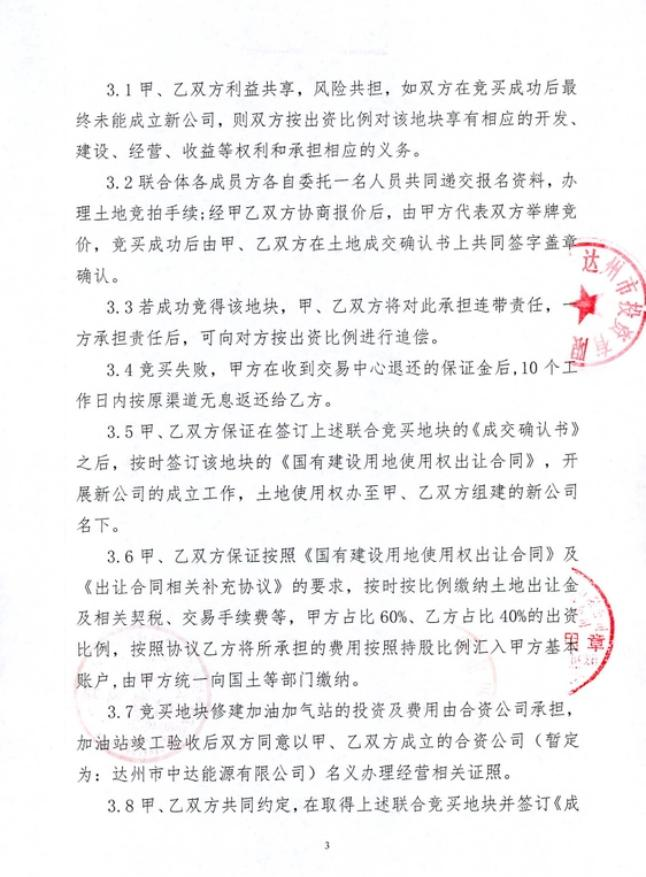 3.1 甲、乙双方利益共享，风险共担，如双方在竞买成功后最
终未能成立新公司，则双方按出资比例对该地块享有相应的开发、
建设、经营、收益等权利和承担相应的义务。
3.2 联合体各成员方各自委托一名人员共同递交报名资料，办
理土地竞拍手续;经甲乙双方协商报价后，由甲方代表双方举牌竞
价，竞买成功后由甲、乙双方在土地成交确认书上共同签字盖章
确认。
3.3 若成功竞得该地块，甲、乙双方将对此承担连带责任，一
方承担责任后，可向对方按出资比例进行追偿。
3.4 竞买失败，甲方在收到交易中心退还的保证金后,10 个工
作日内按原渠道无息返还给乙方。
3.5 甲、乙双方保证在签订上述联合竞买地块的《成交确认书》
之后，按时签订该地块的《国有建设用地使用权出让合同》，开
展新公司的成立工作，土地使用权办至甲、乙双方组建的新公司
名下。
3.6 甲、乙双方保证按照《国有建设用地使用权出让合同》及
《出让合同相关补充协议》的要求，按时按比例缴纳土地出让金
及相关契税、交易手续费等，甲方占比 60%、乙方占比 40%的出资
比例，按照协议乙方将所承担的费用按照持股比例汇入甲方基本
账户,由甲方统一向国土等部门缴纳。
3.7 竞买地块修建加油加气站的投资及费用由合资公司承担，
加油站竣工验收后双方同意以甲、乙双方成立的合资公司（暂定
为：达州市中达能源有限公司）名义办理经营相关证照。
3.8 甲、乙双方共同约定,在取得上述联合竞买地块并签订《成
3
达州市投资有限
章